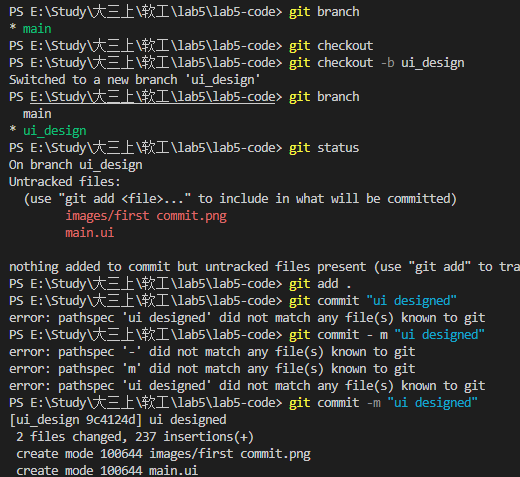 PS E:\Study\大三上\软工\lab5\lab5-code> git branch
* main
PS E:\Study\大三上\软工\lab5\lab5-code> git checkout
PS E:\Study\大三上\软工\lab5\lab5-code> git checkout -b ui_design
Switched to a new branch 'ui_design'
PS E:\Study\大三上\软工\lab5\lab5-code> git branch
main
* ui_design
PS E:\Study\大三上\软工\lab5\lab5-code> git status
On branch ui_design
Untracked files:
(use "git add <file>..." to include in what will be committed)
images/first commit.png
main.ui
nothing added to commit but untracked files present (use "git add" to tra
PS E:\Study\大三上\软工\lab5\lab5-code> git add .
PS E:\Study\大三上\软工\lab5\lab5-code> git commit "ui designed"
error: pathspec 'ui designed' did not match any file(s) known to git
PS E:\Study\大三上\软工\lab5\lab5-code> git commit - m "ui designed"
error: pathspec '-' did not match any file(s) known to git
error: pathspec 'm' did not match any file(s) known to git
error: pathspec 'ui designed' did not match any file(s) known to git
PS E:\Study\大三上\软工\lab5\lab5-code> git commit -m "ui designed"
[ui_design 9c4124d] ui designed
2 files changed, 237 insertions(+)
create mode 100644 images/first commit.png
create mode 100644 main.ui